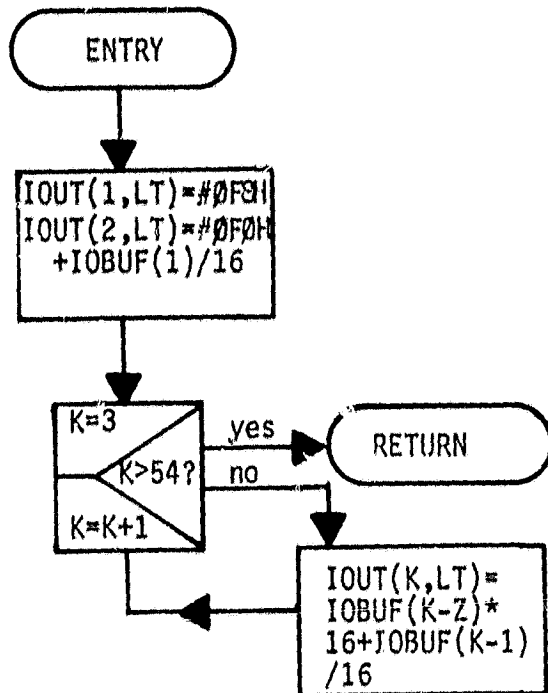 ENTRY
IOUT(1,LT)=#0F8H
IOUT(2,LT)=#0F0H
+IOBUF(1)/16
K=3
K>54?
K=K+1
yes
no
RETURN
IOUT(K,LT)=
IOBUF(K-Z)*
16+IOBUF(K-1)
/16